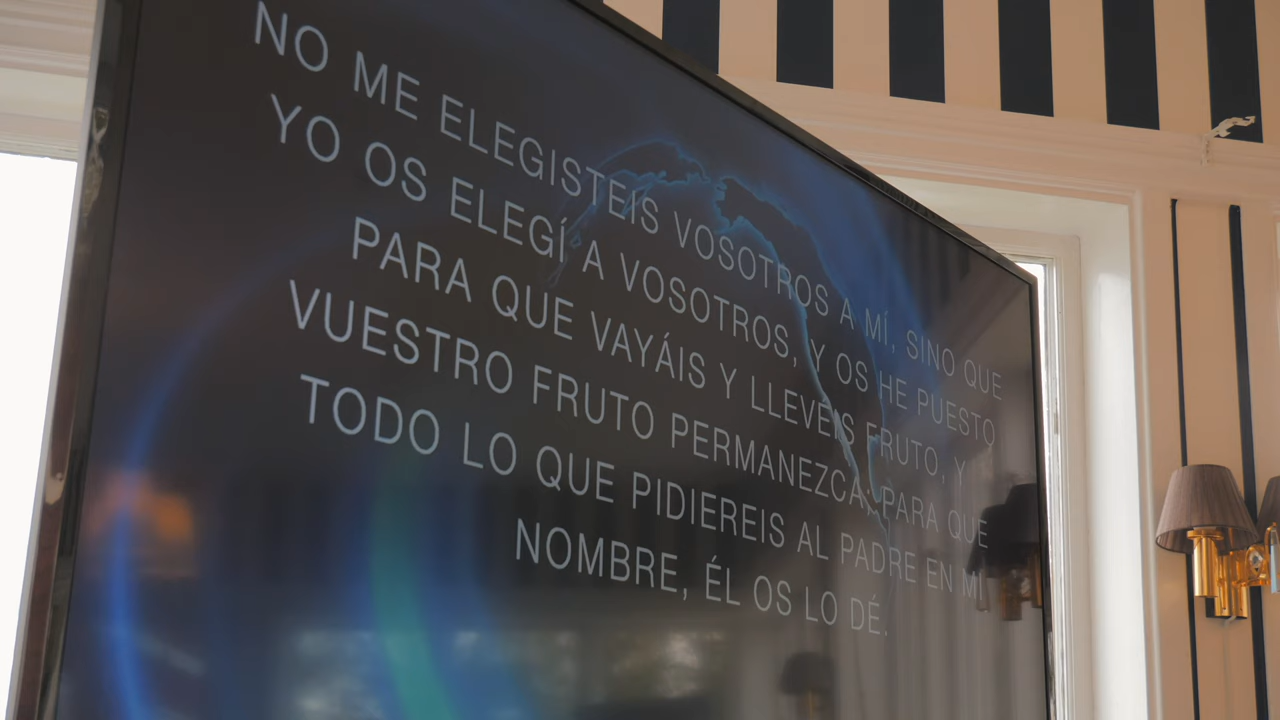 NO ME ELEGISTEIS VOSOTROS A MÍ, SINO QUE
YO OS ELEGÍ A VOSOTROS, Y OS HE PUESTO
PARA QUE VAYÁIS Y LLEVÉIS FRUTO, Y
VUESTRO FRUTO PERMANEZCA; PARA QUE
TODO LO QUE PIDIEREIS AL PADRE EN MI
NOMBRE, ÉL OS LO DÉ.